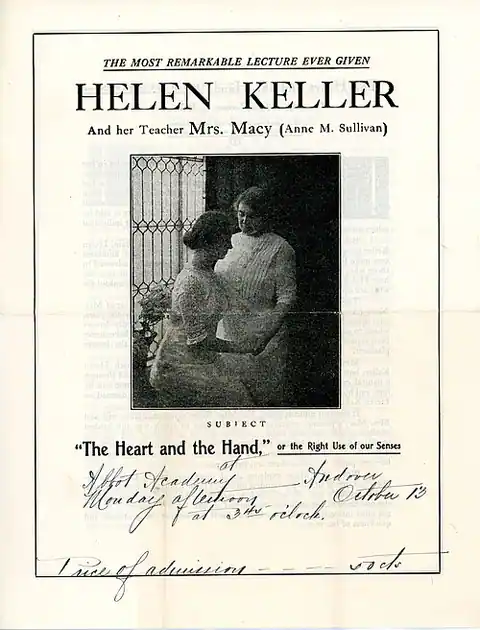 THE MOST REMARKABLE LECTURE EVER GIVEN
HELEN KELLER
And her Teacher Mrs. Macy (Anne M. Sullivan)
SUBJECT
“The Heart and the Hand,” or the Right Use of our Senses
at
Abbot Academy — Andover
Monday afternoon October 13
at 3 o'clock.
Price of admission - - - - 50 cts